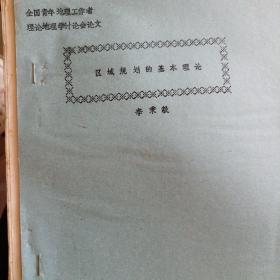 全国青年地理工作者
理论地理学讨论会论文
区域规划的基本理论
李秉毅